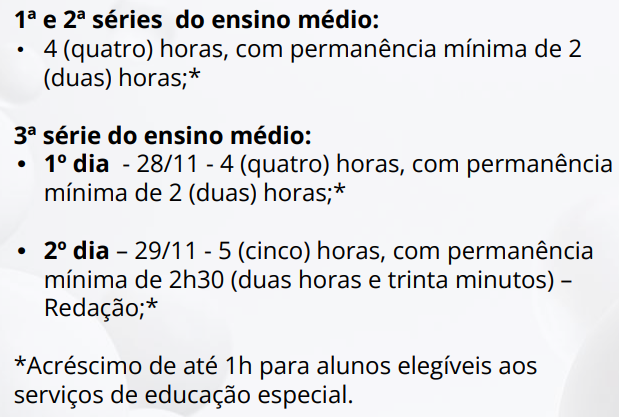 1ª e 2ª séries  do ensino médio:
• 4 (quatro) horas, com permanência mínima de 2
(duas) horas;*
3ª série do ensino médio:
• 1º dia  - 28/11 - 4 (quatro) horas, com permanência
mínima de 2 (duas) horas;*
• 2º dia – 29/11 - 5 (cinco) horas, com permanência
mínima de 2h30 (duas horas e trinta minutos) –
Redação;*
*Acréscimo de até 1h para alunos elegíveis aos
serviços de educação especial.